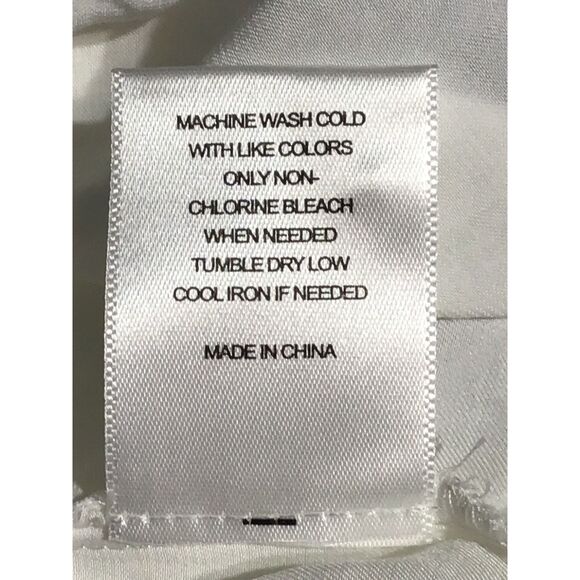 MACHINE WASH COLD
WITH LIKE COLORS
ONLY NON-
CHLORINE BLEACH
WHEN NEEDED
TUMBLE DRY LOW
COOL IRON IF NEEDED
MADE IN CHINA